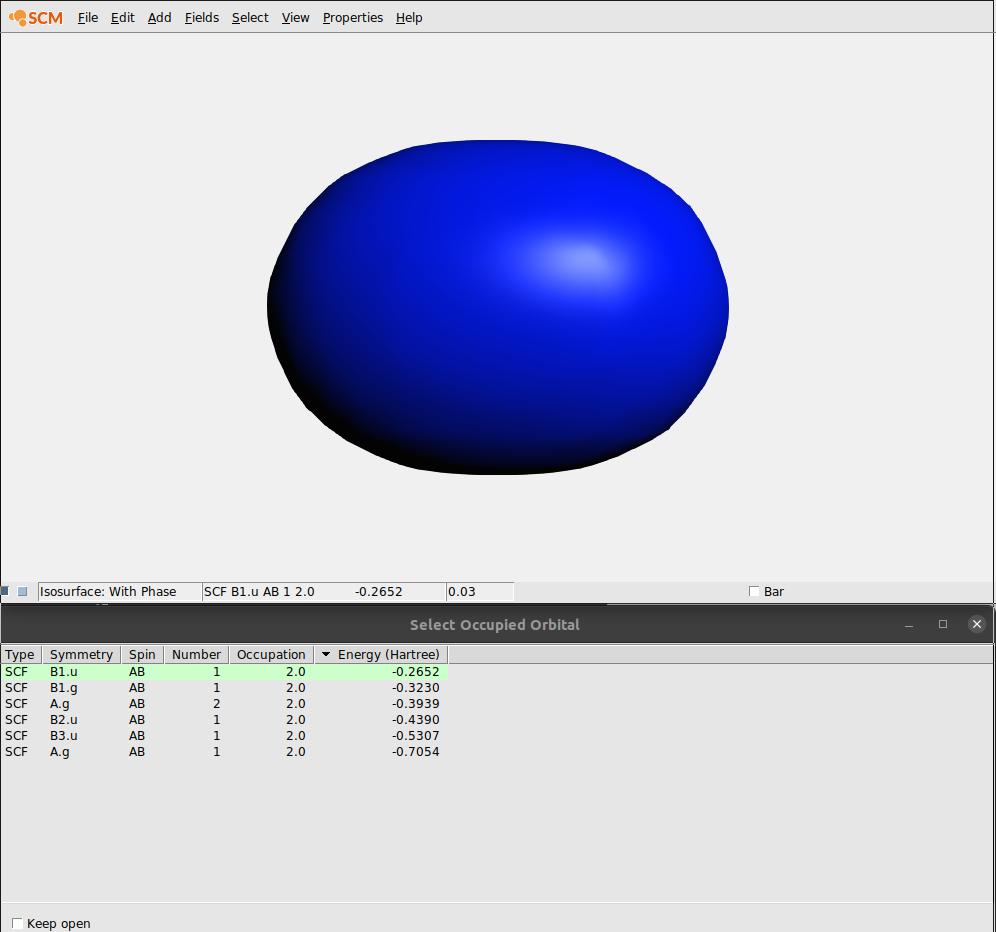 SCM File Edit Add Fields Select View Properties Help
Isosurface: With Phase SCF B1.u AB 1 2.0 -0.2652 0.03 Bar
Select Occupied Orbital
Type Symmetry Spin Number Occupation Energy (Hartree)
SCF B1.u AB 1 2.0 -0.2652
SCF B1.g AB 1 2.0 -0.3230
SCF A.g AB 2 2.0 -0.3939
SCF B2.u AB 1 2.0 -0.4390
SCF B3.u AB 1 2.0 -0.5307
SCF A.g AB 1 2.0 -0.7054
Keep open